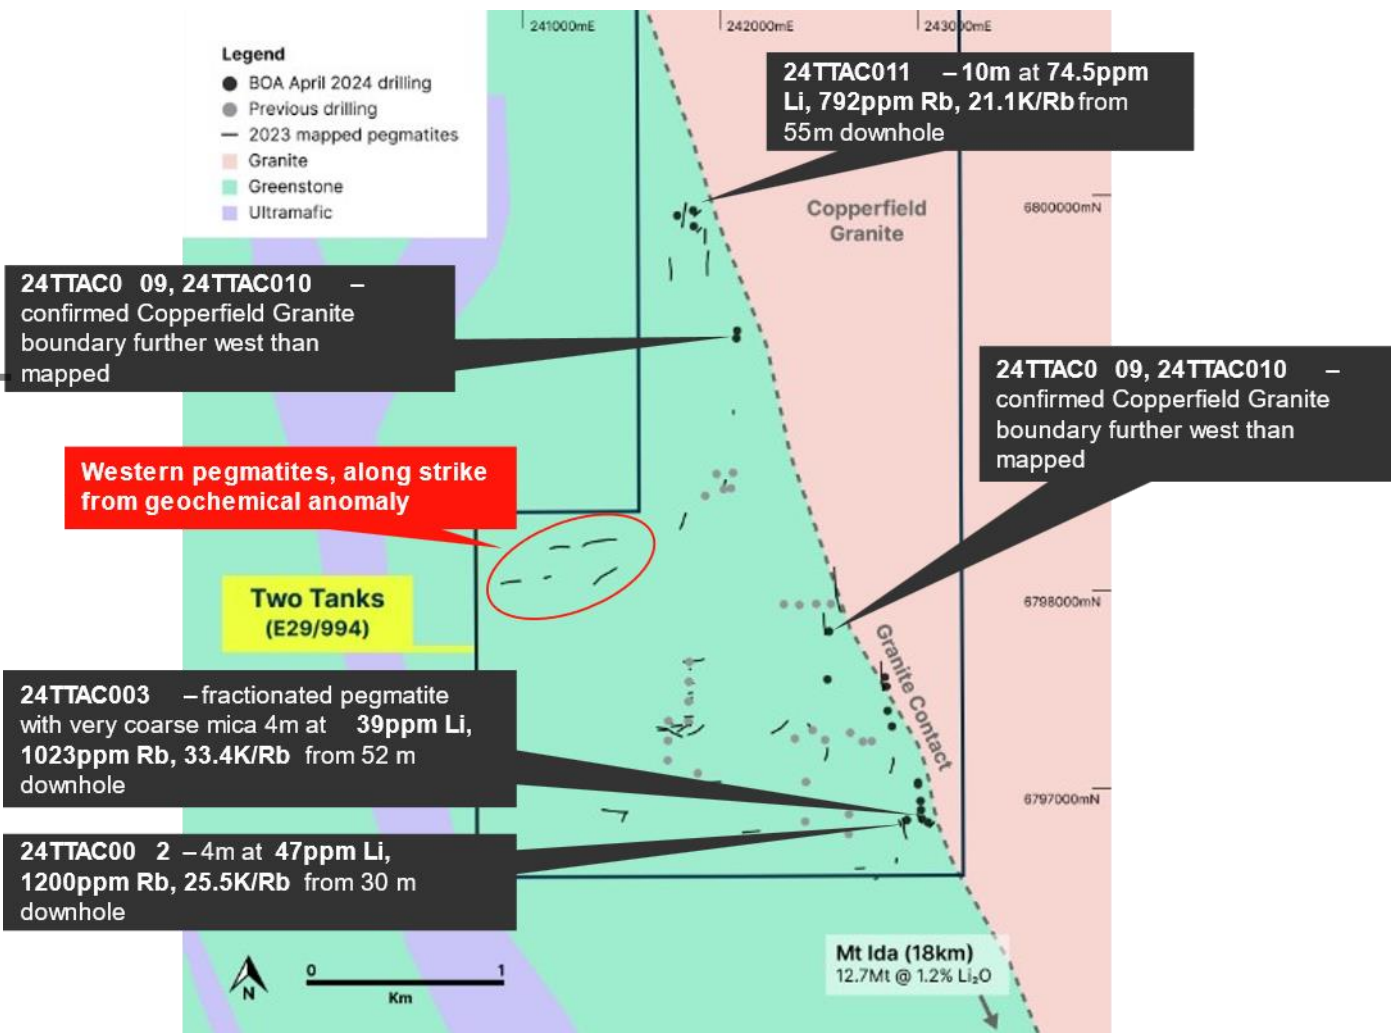 241000mE
242000mE
243000mE
Legend
BOA April 2024 drilling
Previous drilling
2023 mapped pegmatites
Granite
Greenstone
Ultramafic
24TTAC011 – 10m at 74.5ppm
Li, 792ppm Rb, 21.1K/Rb from
55m downhole
Copperfield
Granite
6800000mN
24TTAC0 09, 24TTAC010 –
confirmed Copperfield Granite
boundary further west than
mapped
24TTAC0 09, 24TTAC010 –
confirmed Copperfield Granite
boundary further west than
mapped
Western pegmatites, along strike
from geochemical anomaly
Two Tanks
(E29/994)
6798000mN
Granite Contact
24TTAC003 – fractionated pegmatite
with very coarse mica 4m at 39ppm Li,
1023ppm Rb, 33.4K/Rb from 52 m
downhole
6797000mN
24TTAC00 2 – 4m at 47ppm Li,
1200ppm Rb, 25.5K/Rb from 30 m
downhole
N
0 1
Km
Mt Ida (18km)
12.7Mt @ 1.2% Li₂O